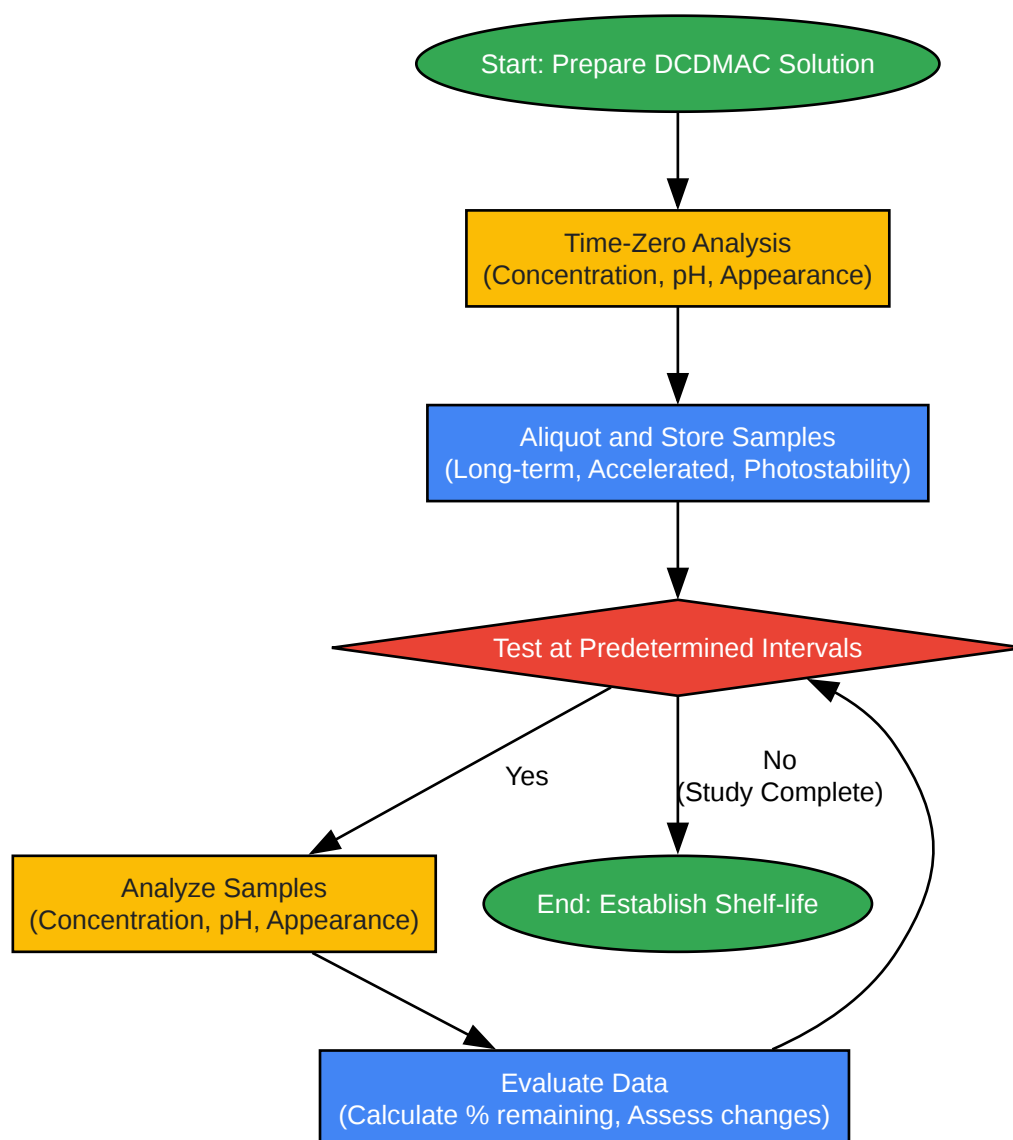 Start: Prepare DCDMAC Solution
Time-Zero Analysis
(Concentration, pH, Appearance)
Aliquot and Store Samples
(Long-term, Accelerated, Photostability)
Test at Predetermined Intervals
Yes
No
(Study Complete)
Analyze Samples
(Concentration, pH, Appearance)
End: Establish Shelf-life
Evaluate Data
(Calculate % remaining, Assess changes)